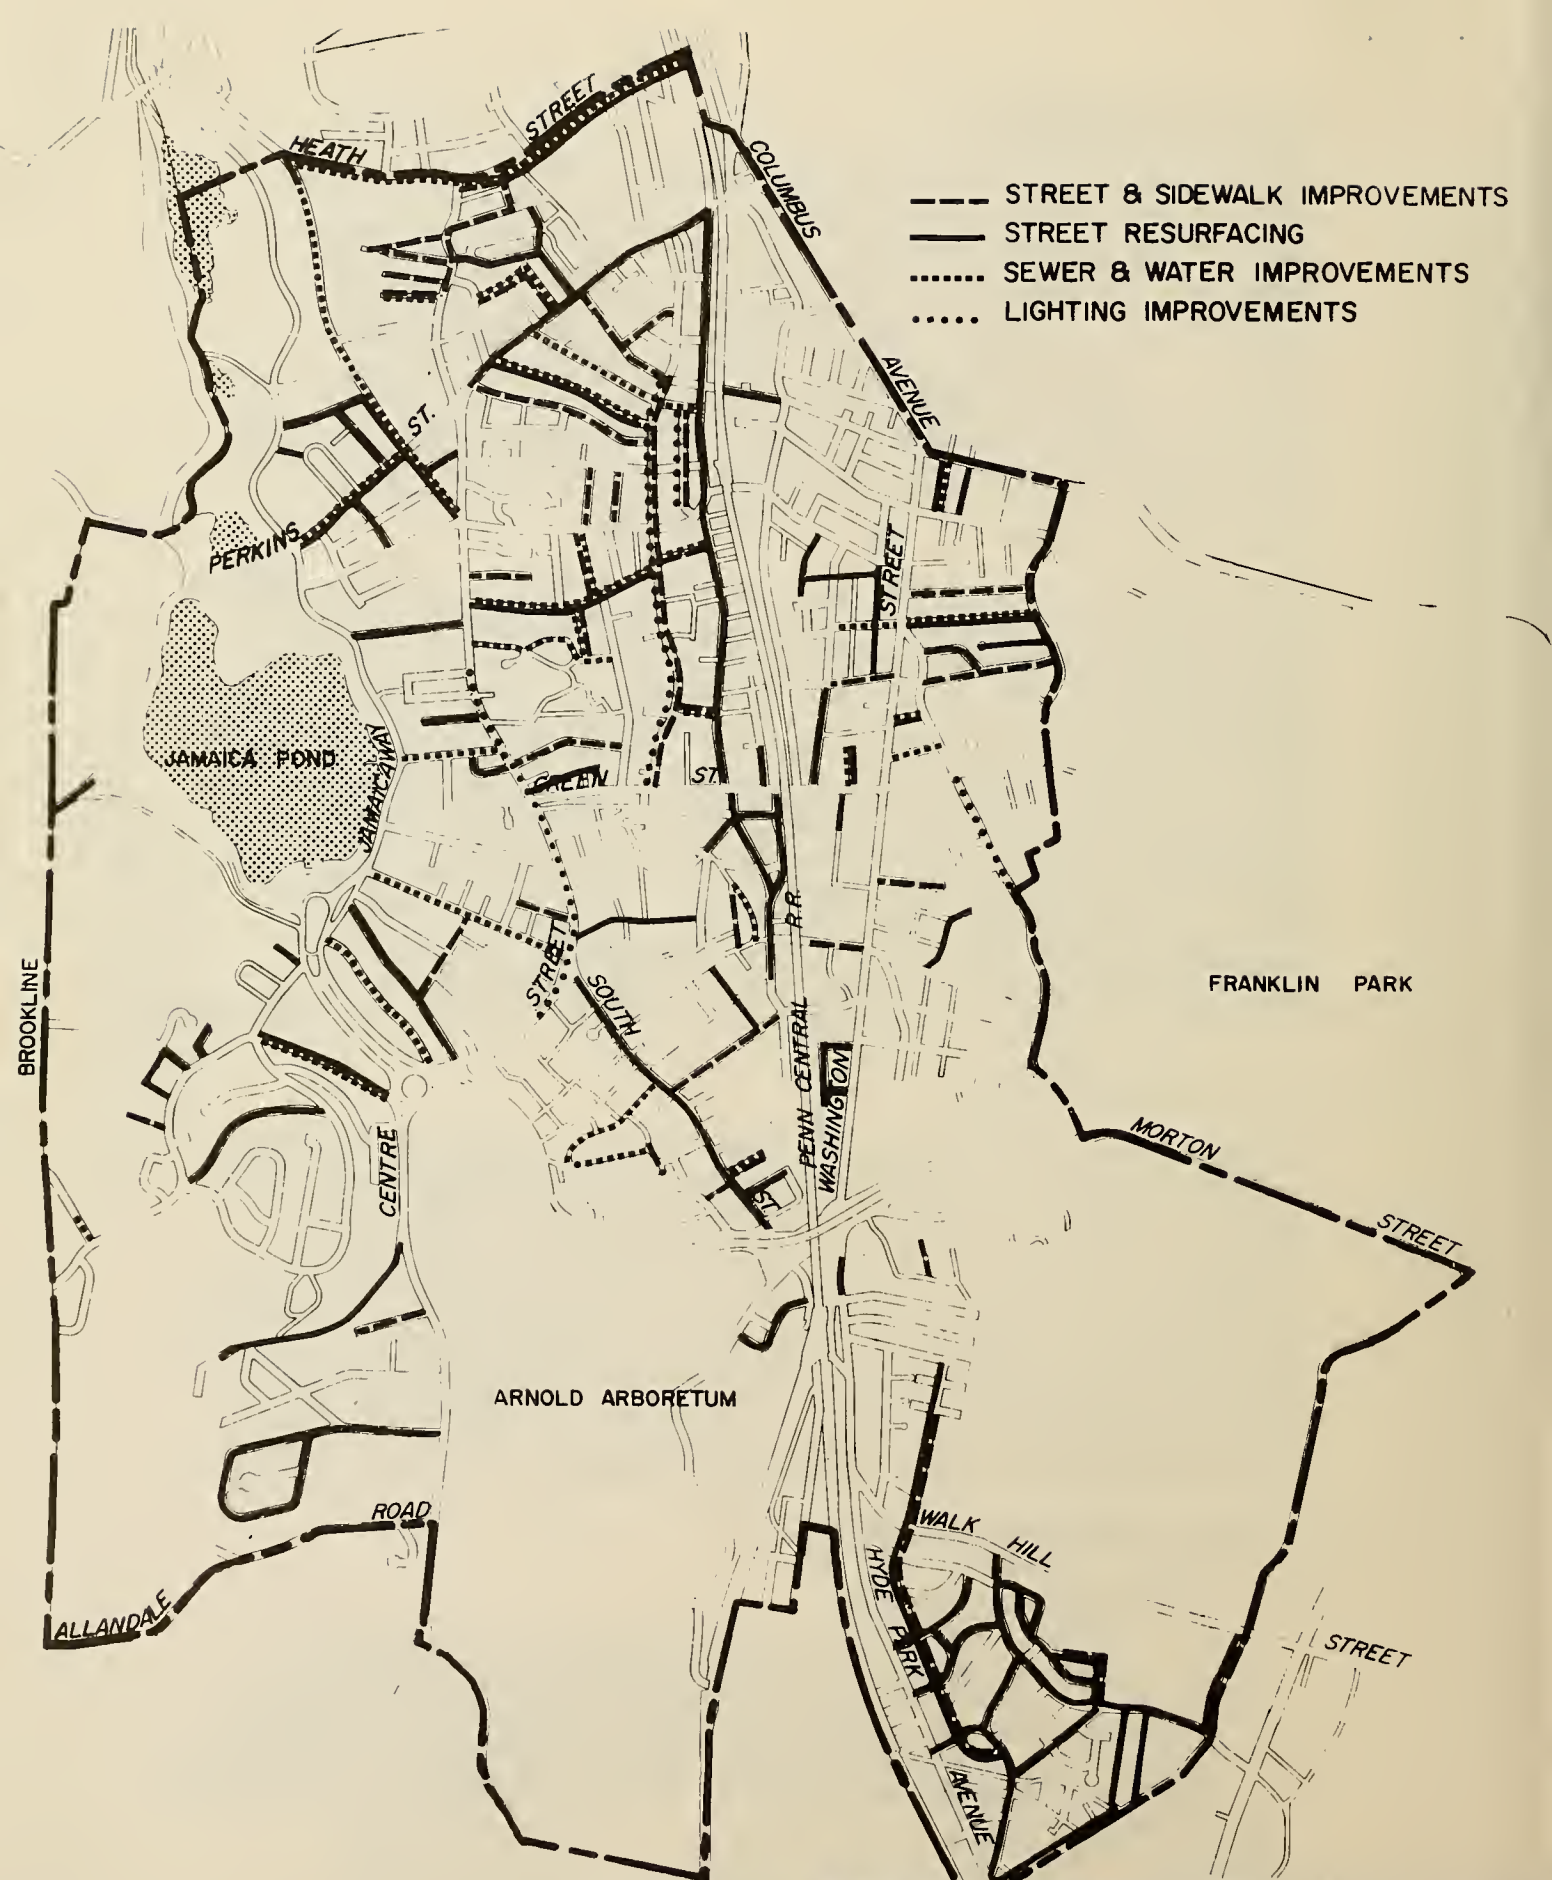 HEATH STREET
COLUMBUS AVENUE
STREET & SIDEWALK IMPROVEMENTS
STREET RESURFACING
SEWER & WATER IMPROVEMENTS
LIGHTING IMPROVEMENTS
PERKINS ST.
JAMAICA POND
JAMAICAWAY
GREEN ST.
STREET
BROOKLINE
CENTRE STREET
SOUTH ST.
PENN CENTRAL R.R.
WASHINGTON
FRANKLIN PARK
MORTON STREET
ARNOLD ARBORETUM
ALLANDALE ROAD
WALK HILL STREET
HYDE PARK AVENUE